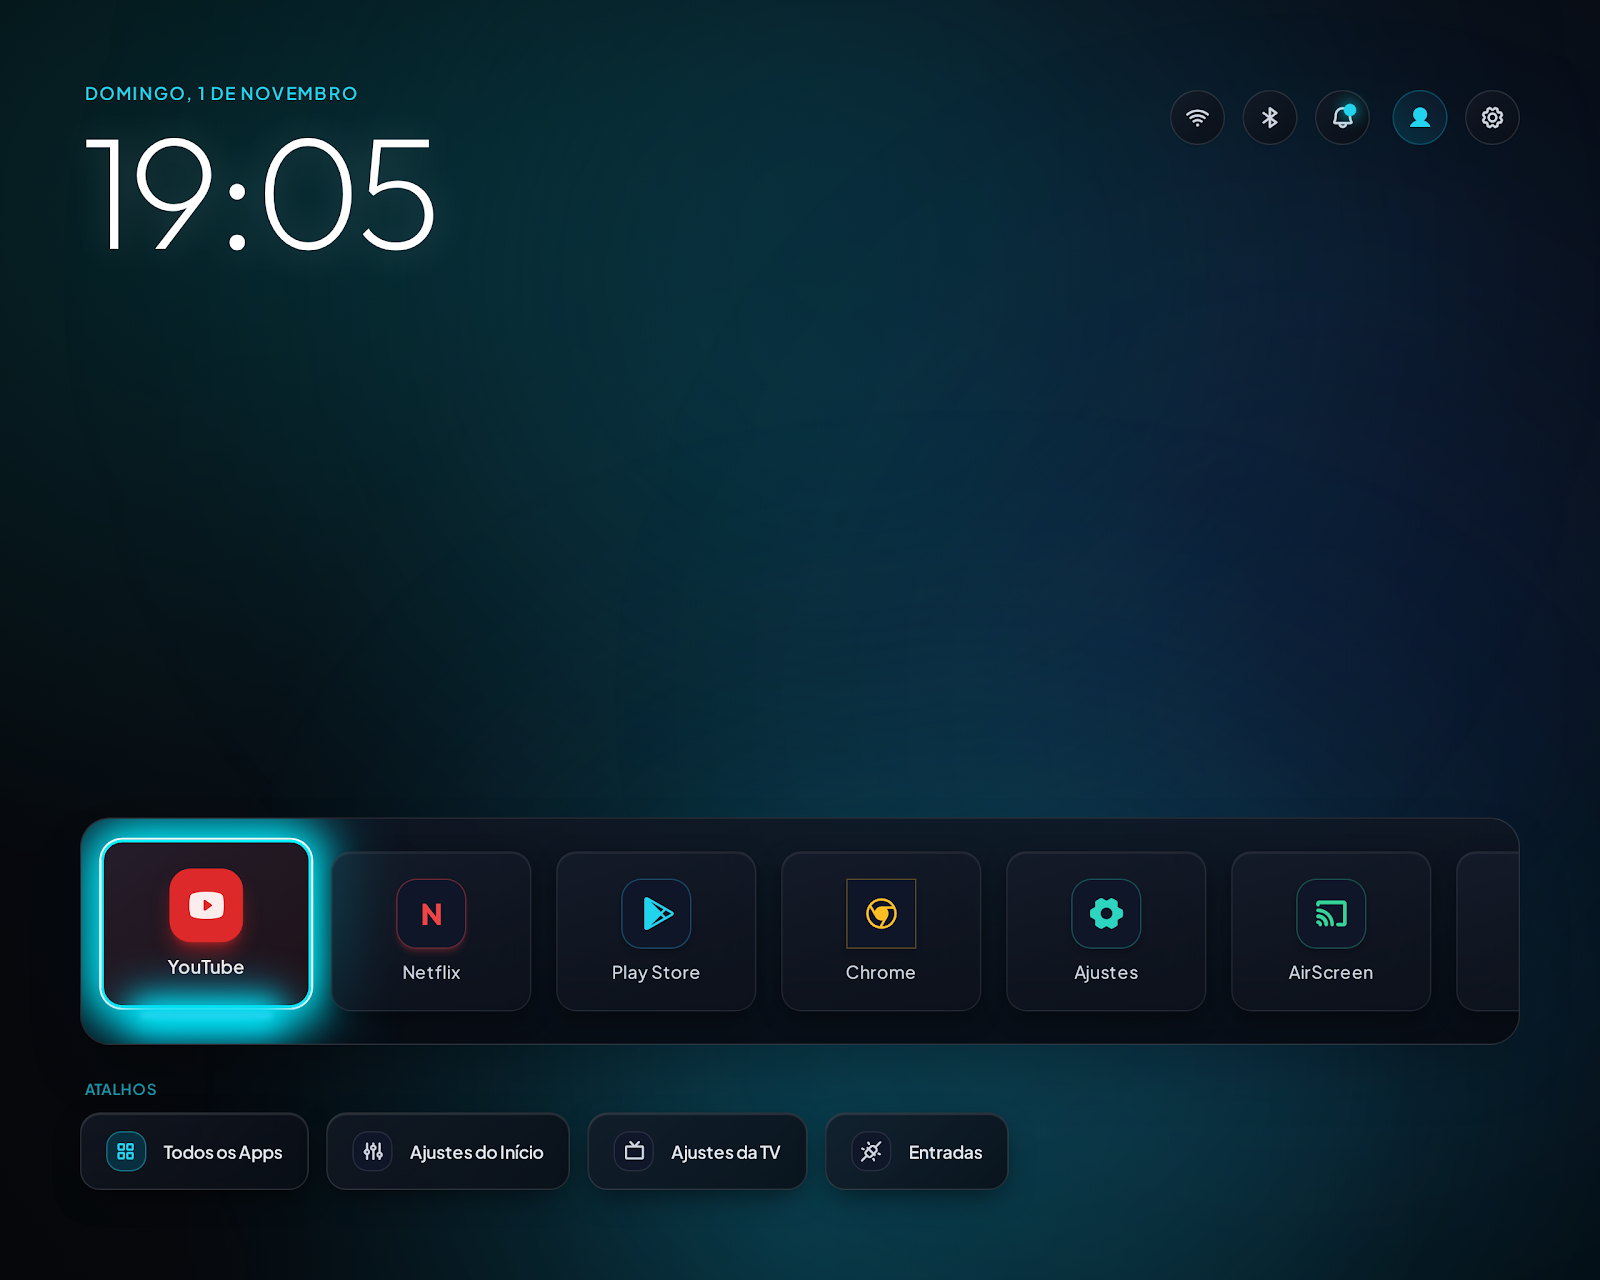 DOMINGO, 1 DE NOVEMBRO
19:05
YouTube
N
Netflix
Play Store
Chrome
Ajustes
AirScreen
ATALHOS
Todos os Apps
Ajustes do Início
Ajustes da TV
Entradas